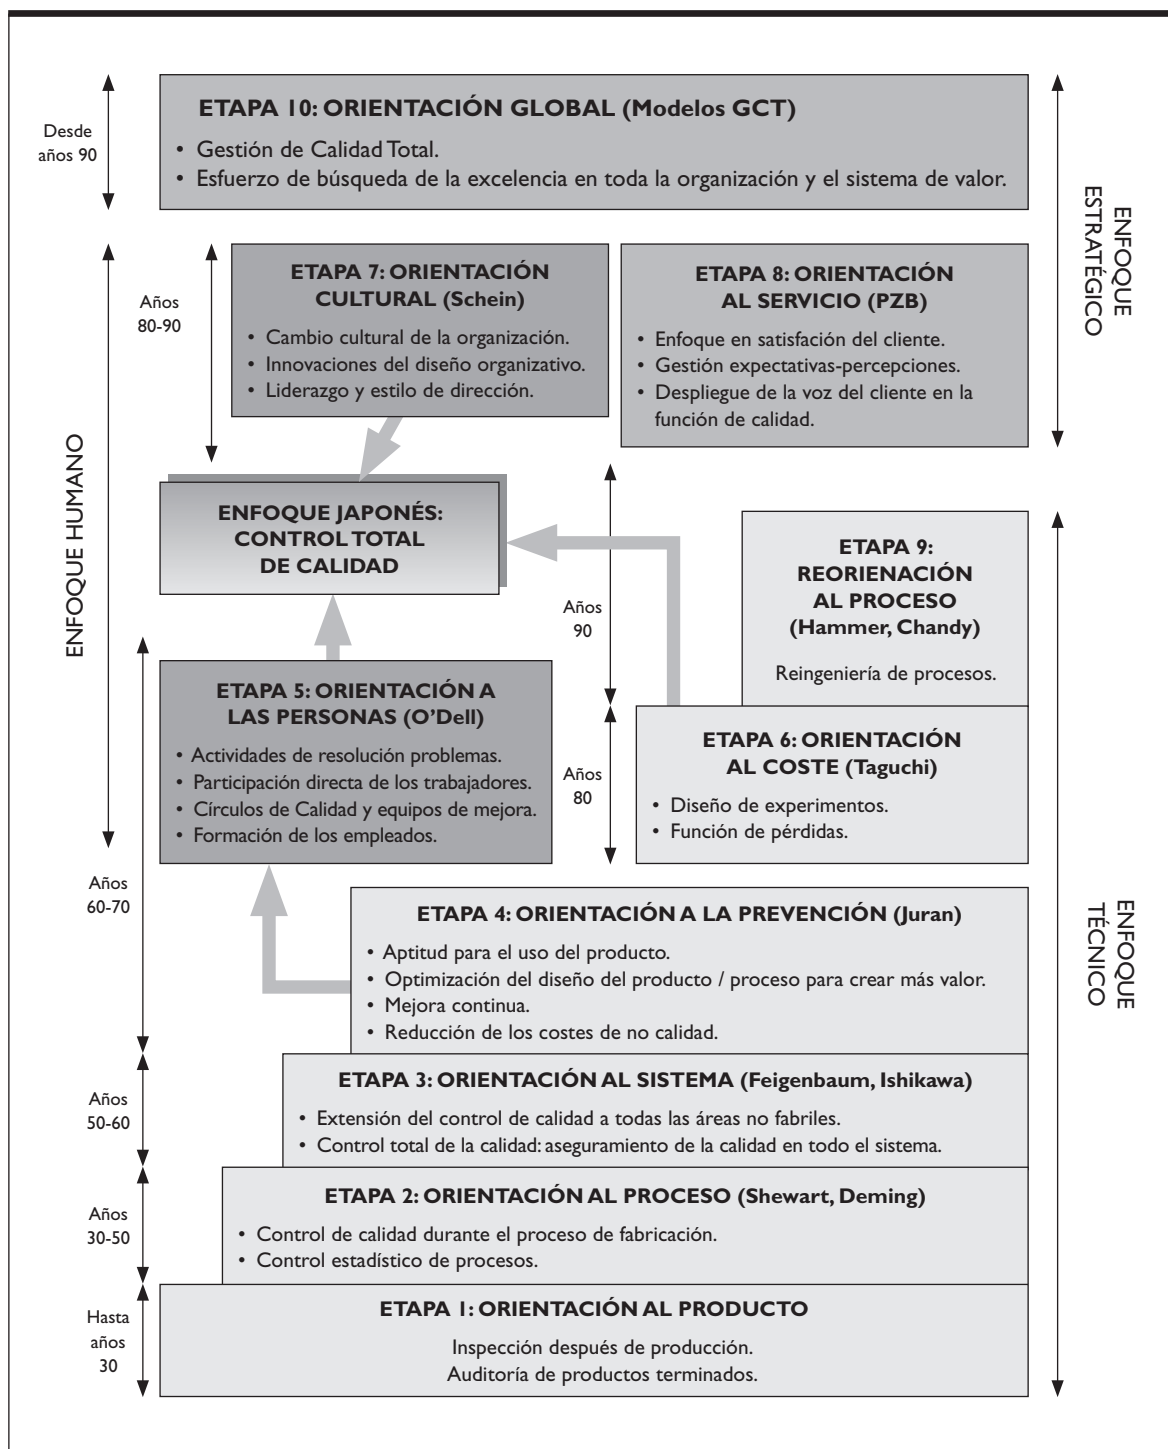 Desde
años 90
ETAPA 10: ORIENTACIÓN GLOBAL (Modelos GCT)
• Gestión de Calidad Total.
• Esfuerzo de búsqueda de la excelencia en toda la organización y el sistema de valor.
ENFOQUE
ESTRATÉGICO
ENFOQUE HUMANO
Años
80-90
ETAPA 7: ORIENTACIÓN
CULTURAL (Schein)
• Cambio cultural de la organización.
• Innovaciones del diseño organizativo.
• Liderazgo y estilo de dirección.
ETAPA 8: ORIENTACIÓN
AL SERVICIO (PZB)
• Enfoque en satisfacción del cliente.
• Gestión expectativas-percepciones.
• Despliegue de la voz del cliente en la
función de calidad.
ENFOQUE JAPONÉS:
CONTROL TOTAL
DE CALIDAD
Años
90
ETAPA 9:
REORIENACIÓN
AL PROCESO
(Hammer, Chandy)
Reingeniería de procesos.
ETAPA 5: ORIENTACIÓN A
LAS PERSONAS (O’Dell)
• Actividades de resolución problemas.
• Participación directa de los trabajadores.
• Círculos de Calidad y equipos de mejora.
• Formación de los empleados.
Años
80
ETAPA 6: ORIENTACIÓN
AL COSTE (Taguchi)
• Diseño de experimentos.
• Función de pérdidas.
Años
60-70
ETAPA 4: ORIENTACIÓN A LA PREVENCIÓN (Juran)
• Aptitud para el uso del producto.
• Optimización del diseño del producto / proceso para crear más valor.
• Mejora continua.
• Reducción de los costes de no calidad.
ENFOQUE
TÉCNICO
Años
50-60
ETAPA 3: ORIENTACIÓN AL SISTEMA (Feigenbaum, Ishikawa)
• Extensión del control de calidad a todas las áreas no fabriles.
• Control total de la calidad: aseguramiento de la calidad en todo el sistema.
Años
30-50
ETAPA 2: ORIENTACIÓN AL PROCESO (Shewart, Deming)
• Control de calidad durante el proceso de fabricación.
• Control estadístico de procesos.
Hasta
años
30
ETAPA 1: ORIENTACIÓN AL PRODUCTO
Inspección después de producción.
Auditoría de productos terminados.